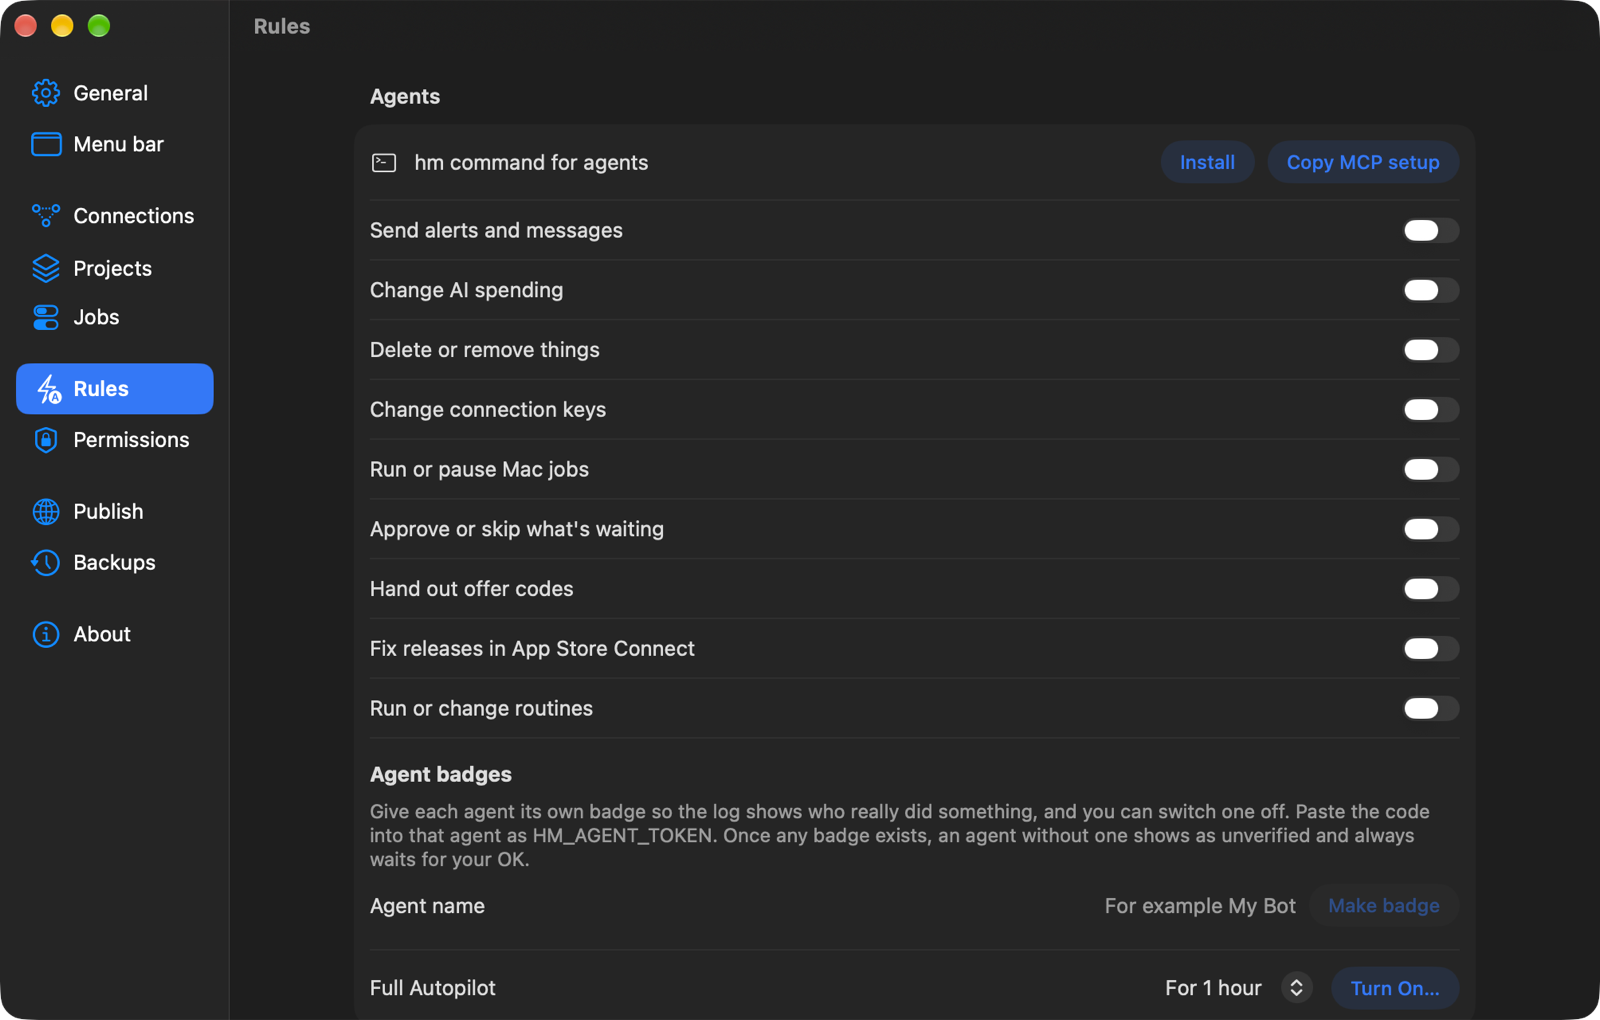 Rules
General
Menu bar
Connections
Projects
Jobs
Rules
Permissions
Publish
Backups
About
Agents
hm command for agents
Install
Copy MCP setup
Send alerts and messages
Change AI spending
Delete or remove things
Change connection keys
Run or pause Mac jobs
Approve or skip what's waiting
Hand out offer codes
Fix releases in App Store Connect
Run or change routines
Agent badges
Give each agent its own badge so the log shows who really did something, and you can switch one off. Paste the code
into that agent as HM_AGENT_TOKEN. Once any badge exists, an agent without one shows as unverified and always
waits for your OK.
Agent name
For example My Bot
Make badge
Full Autopilot
For 1 hour
Turn On...